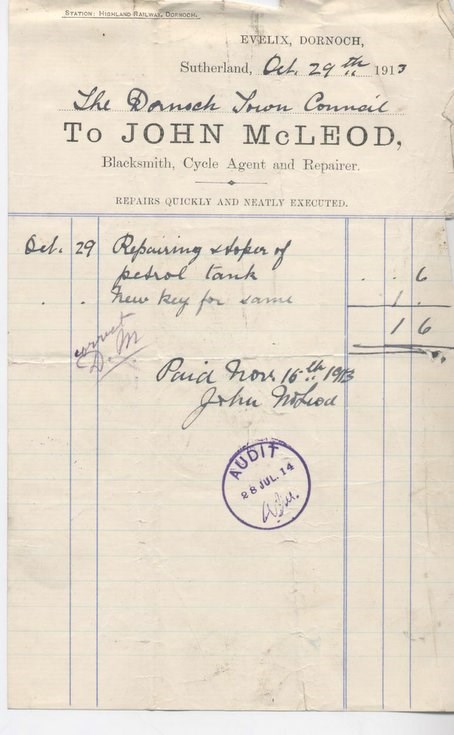 STATION: HIGHLAND RAILWAY, DORNOCH.
EVELIX, DORNOCH,
Sutherland, Oct. 29th 1913
The Dornoch Town Council
To JOHN McLEOD,
Blacksmith, Cycle Agent and Repairer.
REPAIRS QUICKLY AND NEATLY EXECUTED.
Oct. 29 Repairing stoper of
petrol tank . . 6
. . New key for same 1 .
1 6
correct
D. M
Paid Nov 15th 1913
John McLeod
AUDIT
28 JUL. 14